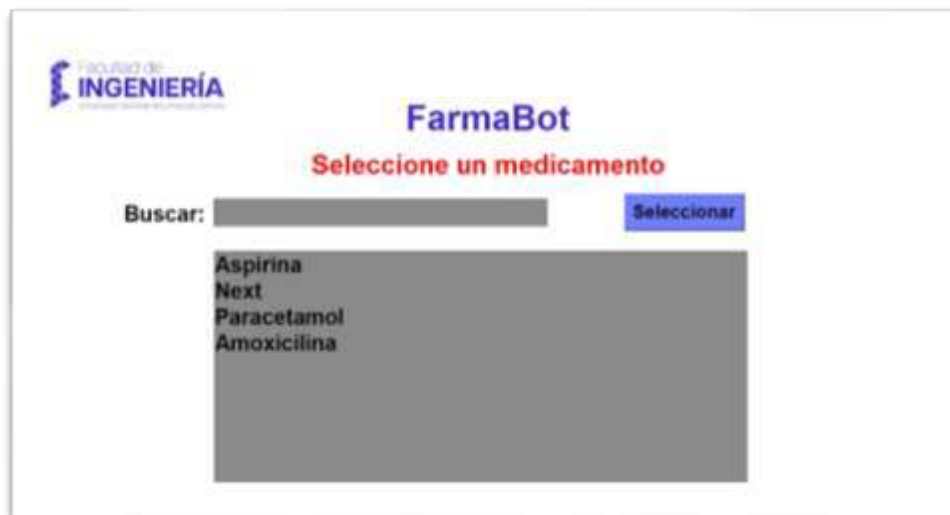 Facultad de
INGENIERÍA
FarmaBot
Seleccione un medicamento
Buscar:
Seleccionar
Aspirina
Next
Paracetamol
Amoxicilina